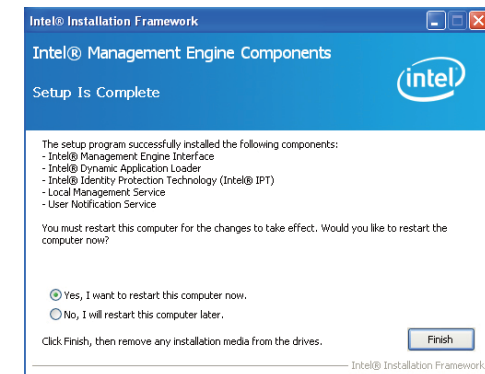 Intel® Installation Framework
Intel® Management Engine Components
Setup Is Complete
intel
The setup program successfully installed the following components:
- Intel® Management Engine Interface
- Intel® Dynamic Application Loader
- Intel® Identity Protection Technology (Intel® IPT)
- Local Management Service
- User Notification Service
You must restart this computer for the changes to take effect. Would you like to restart the
computer now?
Yes, I want to restart this computer now.
No, I will restart this computer later.
Click Finish, then remove any installation media from the drives.
Finish
Intel® Installation Framework